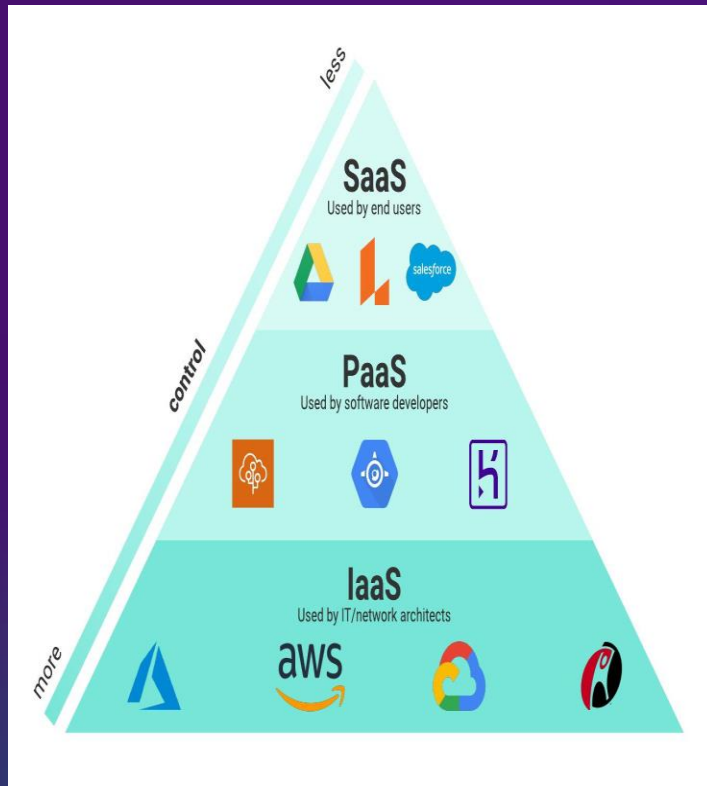 less
SaaS
Used by end users
salesforce
control
PaaS
Used by software developers
IaaS
Used by IT/network architects
more
aws